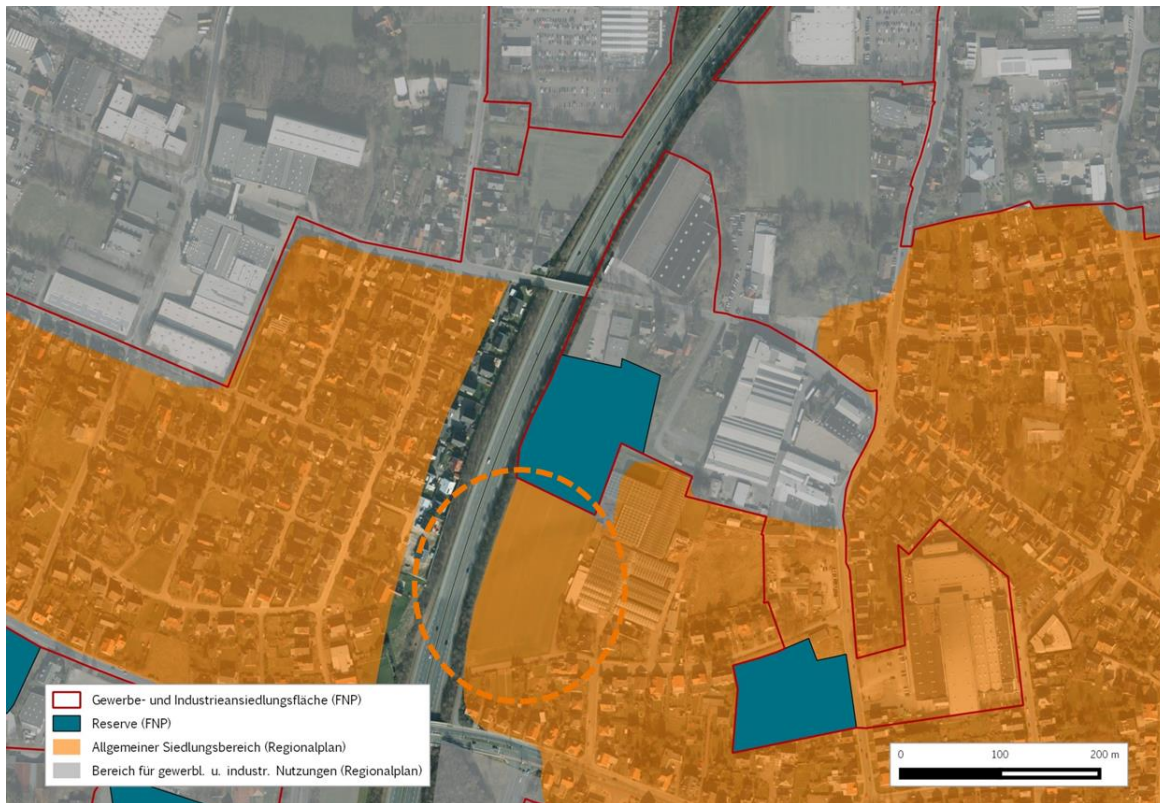 Gewerbe- und Industrieansiedlungsfläche (FNP)
Reserve (FNP)
Allgemeiner Siedlungsbereich (Regionalplan)
Bereich für gewerbl. u. industr. Nutzungen (Regionalplan)
0 100 200 m